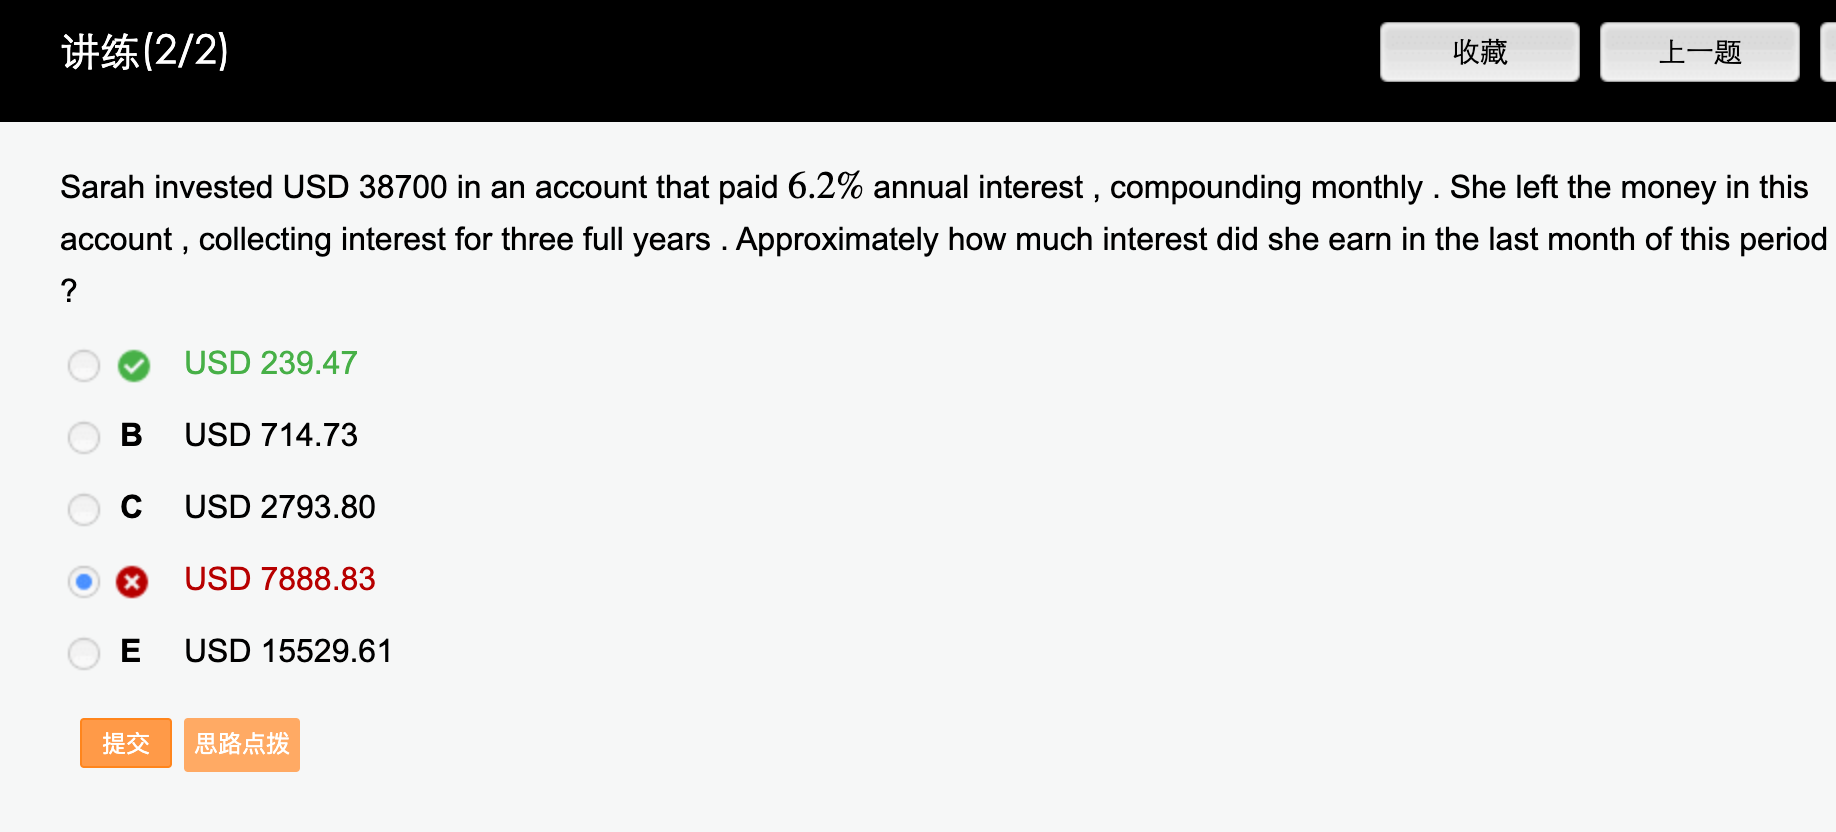 讲练(2/2)
收藏
上一题
Sarah invested USD 38700 in an account that paid 6.2% annual interest , compounding monthly . She left the money in this
account , collecting interest for three full years . Approximately how much interest did she earn in the last month of this period
?
USD 239.47
B USD 714.73
C USD 2793.80
USD 7888.83
E USD 15529.61
提交
思路点拨